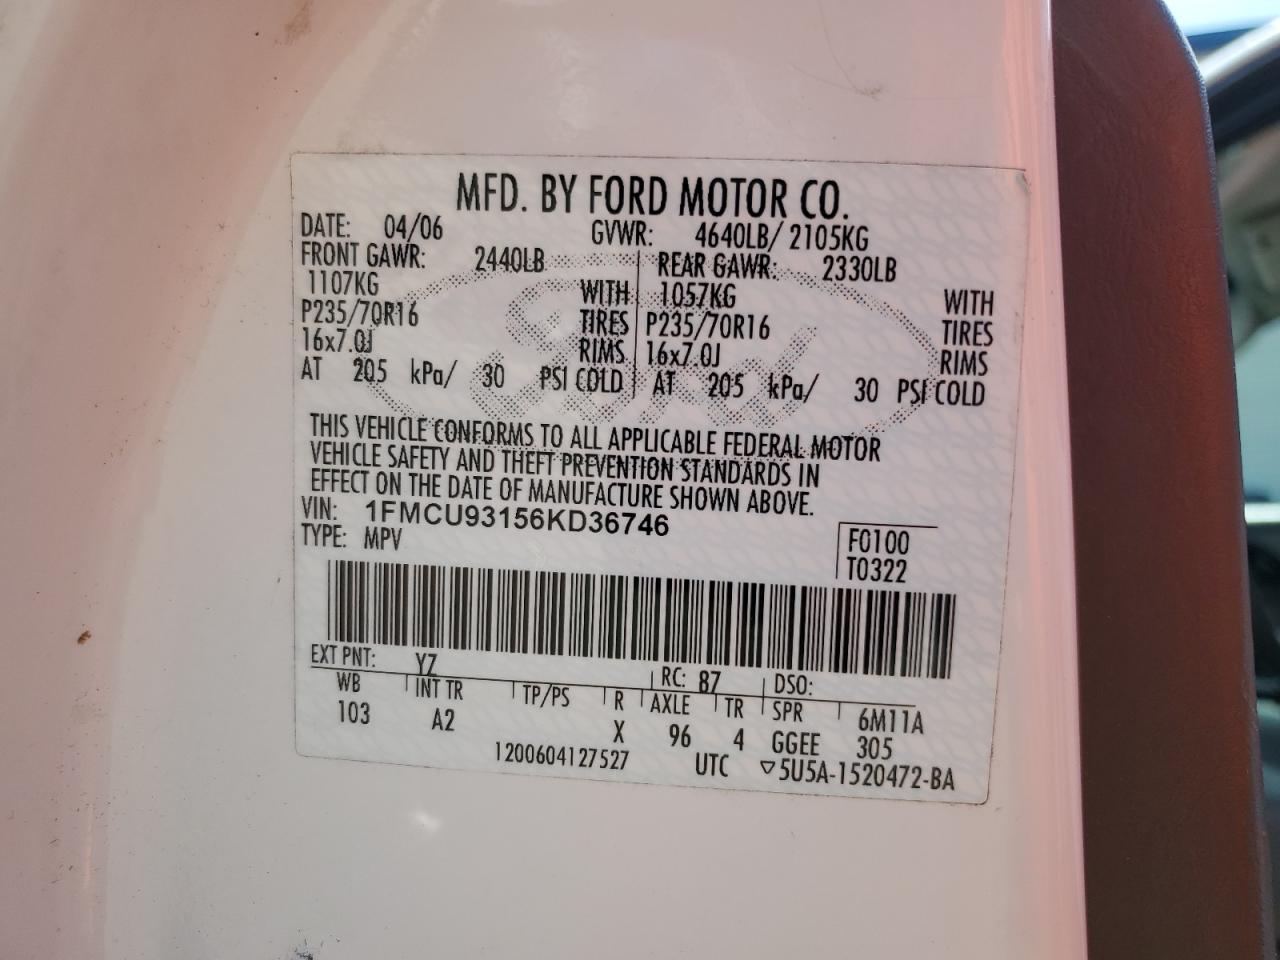 MFD. BY FORD MOTOR CO.
DATE: 04/06 GVWR: 4640LB/ 2105KG
FRONT GAWR: 2440LB REAR GAWR: 2330LB
1107KG WITH 1057KG WITH
P235/70R16 TIRES P235/70R16 TIRES
16x7.0J RIMS 16x7.0J RIMS
AT 205 kPa/ 30 PSI COLD AT 205 kPa/ 30 PSI COLD
Ford
THIS VEHICLE CONFORMS TO ALL APPLICABLE FEDERAL MOTOR
VEHICLE SAFETY AND THEFT PREVENTION STANDARDS IN
EFFECT ON THE DATE OF MANUFACTURE SHOWN ABOVE.
VIN: 1FMCU93156KD36746
TYPE: MPV F0100
T0322
EXT PNT: YZ RC: 87 DSO:
WB INT TR TP/PS R AXLE TR SPR 6M11A
103 A2 X 96 4 GGEE 305
1200604127527 UTC ▽5U5A-1520472-BA